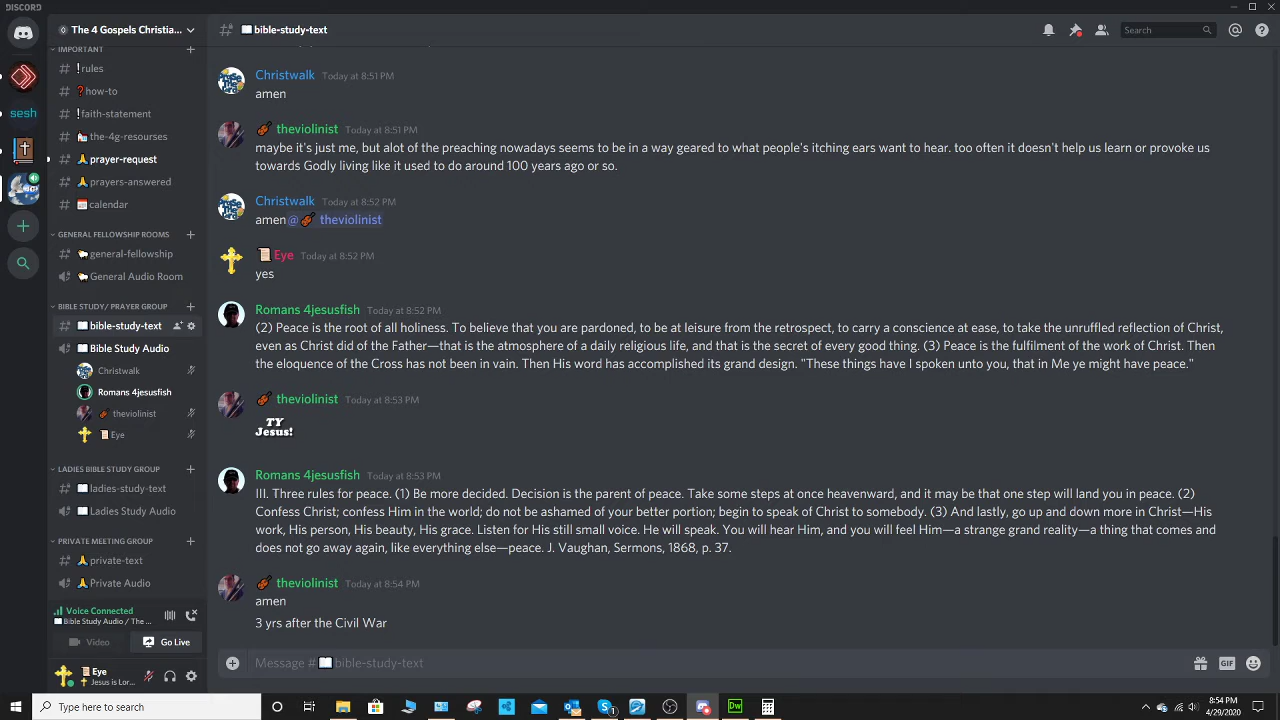 DISCORD
The 4 Gospels Christia...
bible-study-text
Search
IMPORTANT
rules
how-to
faith-statement
the-4g-resourses
prayer-request
prayers-answered
calendar
GENERAL FELLOWSHIP ROOMS
general-fellowship
General Audio Room
BIBLE STUDY/ PRAYER GROUP
bible-study-text
Bible Study Audio
Christwalk
Romans 4jesusfish
theviolinist
Eye
LADIES BIBLE STUDY GROUP
ladies-study-text
Ladies Study Audio
PRIVATE MEETING GROUP
private-text
Private Audio
Voice Connected
Bible Study Audio / The ...
Video
Go Live
Eye
Jesus is Lor...
sesh
Christwalk Today at 8:51 PM
amen
theviolinist Today at 8:51 PM
maybe it's just me, but alot of the preaching nowadays seems to be in a way geared to what people's itching ears want to hear. too often it doesn't help us learn or provoke us
towards Godly living like it used to do around 100 years ago or so.
Christwalk Today at 8:52 PM
amen@ theviolinist
Eye Today at 8:52 PM
yes
Romans 4jesusfish Today at 8:52 PM
(2) Peace is the root of all holiness. To believe that you are pardoned, to be at leisure from the retrospect, to carry a conscience at ease, to take the unruffled reflection of Christ,
even as Christ did of the Father—that is the atmosphere of a daily religious life, and that is the secret of every good thing. (3) Peace is the fulfilment of the work of Christ. Then
the eloquence of the Cross has not been in vain. Then His word has accomplished its grand design. "These things have I spoken unto you, that in Me ye might have peace."
theviolinist Today at 8:53 PM
TY
Jesus!
Romans 4jesusfish Today at 8:53 PM
III. Three rules for peace. (1) Be more decided. Decision is the parent of peace. Take some steps at once heavenward, and it may be that one step will land you in peace. (2)
Confess Christ; confess Him in the world; do not be ashamed of your better portion; begin to speak of Christ to somebody. (3) And lastly, go up and down more in Christ—His
work, His person, His beauty, His grace. Listen for His still small voice. He will speak. You will hear Him, and you will feel Him—a strange grand reality—a thing that comes and
does not go away again, like everything else—peace. J. Vaughan, Sermons, 1868, p. 37.
theviolinist Today at 8:54 PM
amen
3 yrs after the Civil War
Message # bible-study-text
GIF
Type here to search
Dw
8:54 PM
4/29/2020